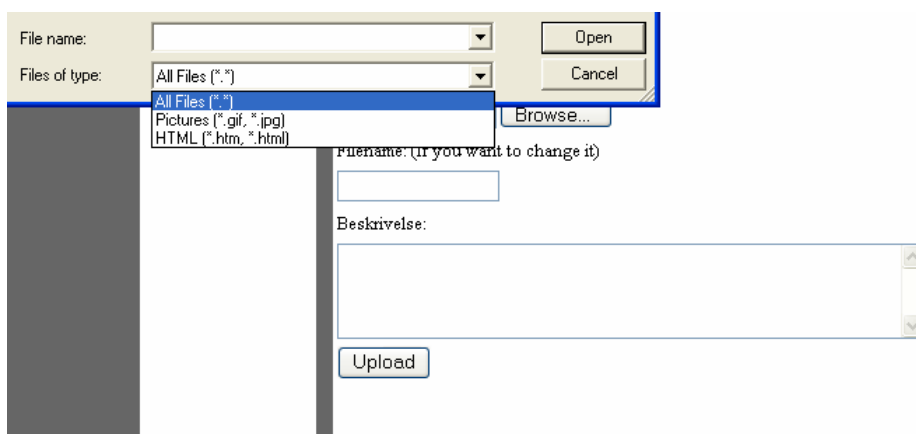 File name:
Open
Files of type:
All Files (*.*)
Cancel
All Files (*.*)
Pictures (*.gif, *.jpg)
HTML (*.htm, *.html)
Browse...
Filename: (If you want to change it)
Beskrivelse:
Upload